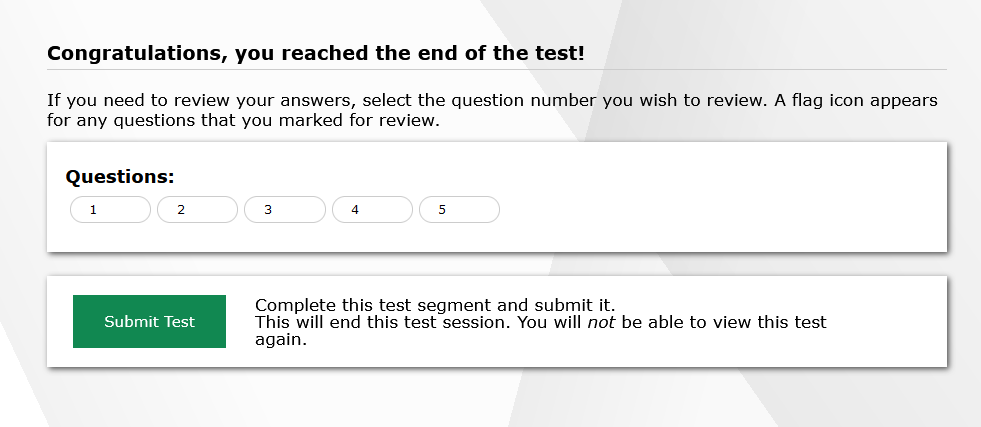 Congratulations, you reached the end of the test!
If you need to review your answers, select the question number you wish to review. A flag icon appears
for any questions that you marked for review.
Questions:
1 2 3 4 5
Submit Test
Complete this test segment and submit it.
This will end this test session. You will not be able to view this test
again.